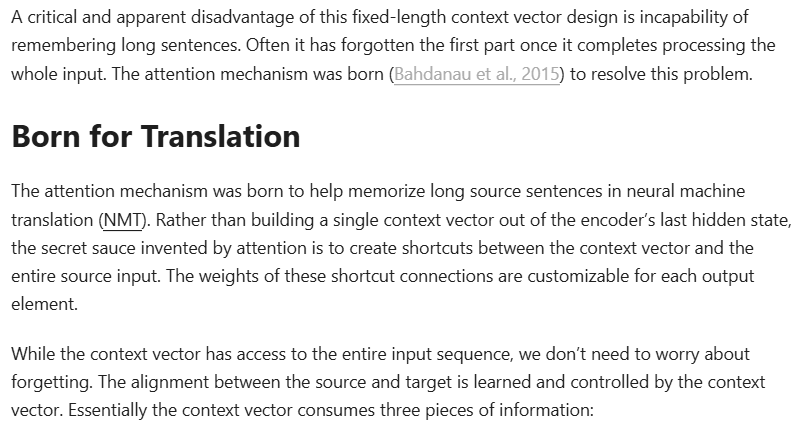 A critical and apparent disadvantage of this fixed-length context vector design is incapability of
remembering long sentences. Often it has forgotten the first part once it completes processing the
whole input. The attention mechanism was born (Bahdanau et al., 2015) to resolve this problem.
Born for Translation
The attention mechanism was born to help memorize long source sentences in neural machine
translation (NMT). Rather than building a single context vector out of the encoder’s last hidden state,
the secret sauce invented by attention is to create shortcuts between the context vector and the
entire source input. The weights of these shortcut connections are customizable for each output
element.
While the context vector has access to the entire input sequence, we don’t need to worry about
forgetting. The alignment between the source and target is learned and controlled by the context
vector. Essentially the context vector consumes three pieces of information: